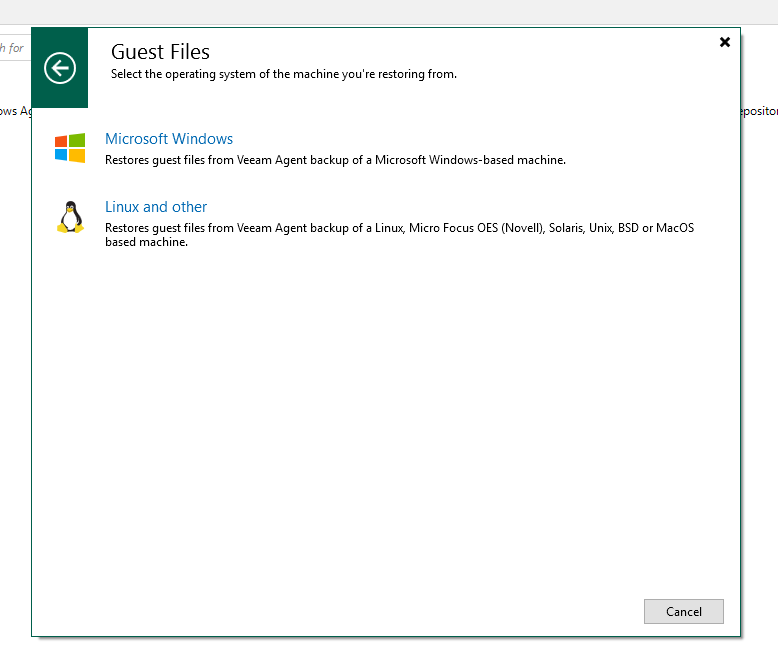 h for
Guest Files
Select the operating system of the machine you're restoring from.
ows Ag
eposito
Microsoft Windows
Restores guest files from Veeam Agent backup of a Microsoft Windows-based machine.
Linux and other
Restores guest files from Veeam Agent backup of a Linux, Micro Focus OES (Novell), Solaris, Unix, BSD or MacOS
based machine.
Cancel